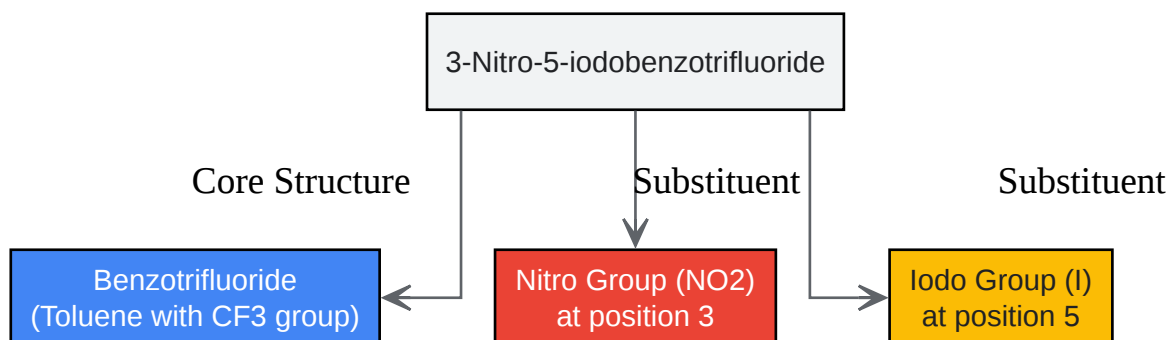 3-Nitro-5-iodobenzotrifluoride
Core Structure
Substituent
Substituent
Benzotrifluoride
(Toluene with CF3 group)
Nitro Group (NO2)
at position 3
Iodo Group (I)
at position 5